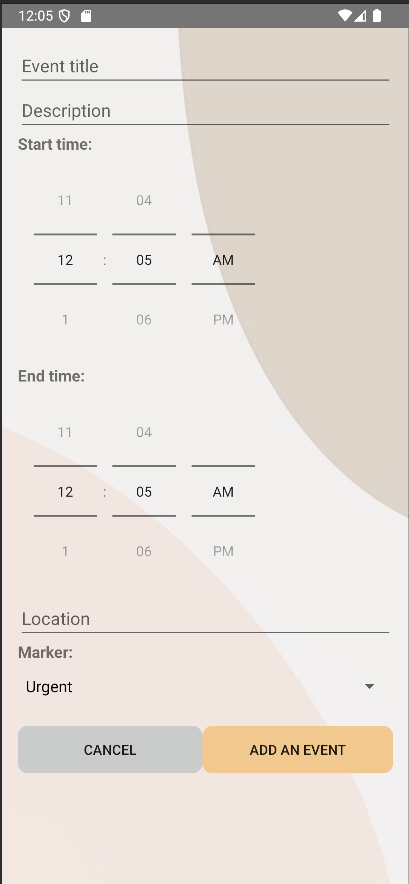 12:05
Event title
Description
Start time:
11 04
12 : 05 AM
1 06 PM
End time:
11 04
12 : 05 AM
1 06 PM
Location
Marker:
Urgent
CANCEL ADD AN EVENT